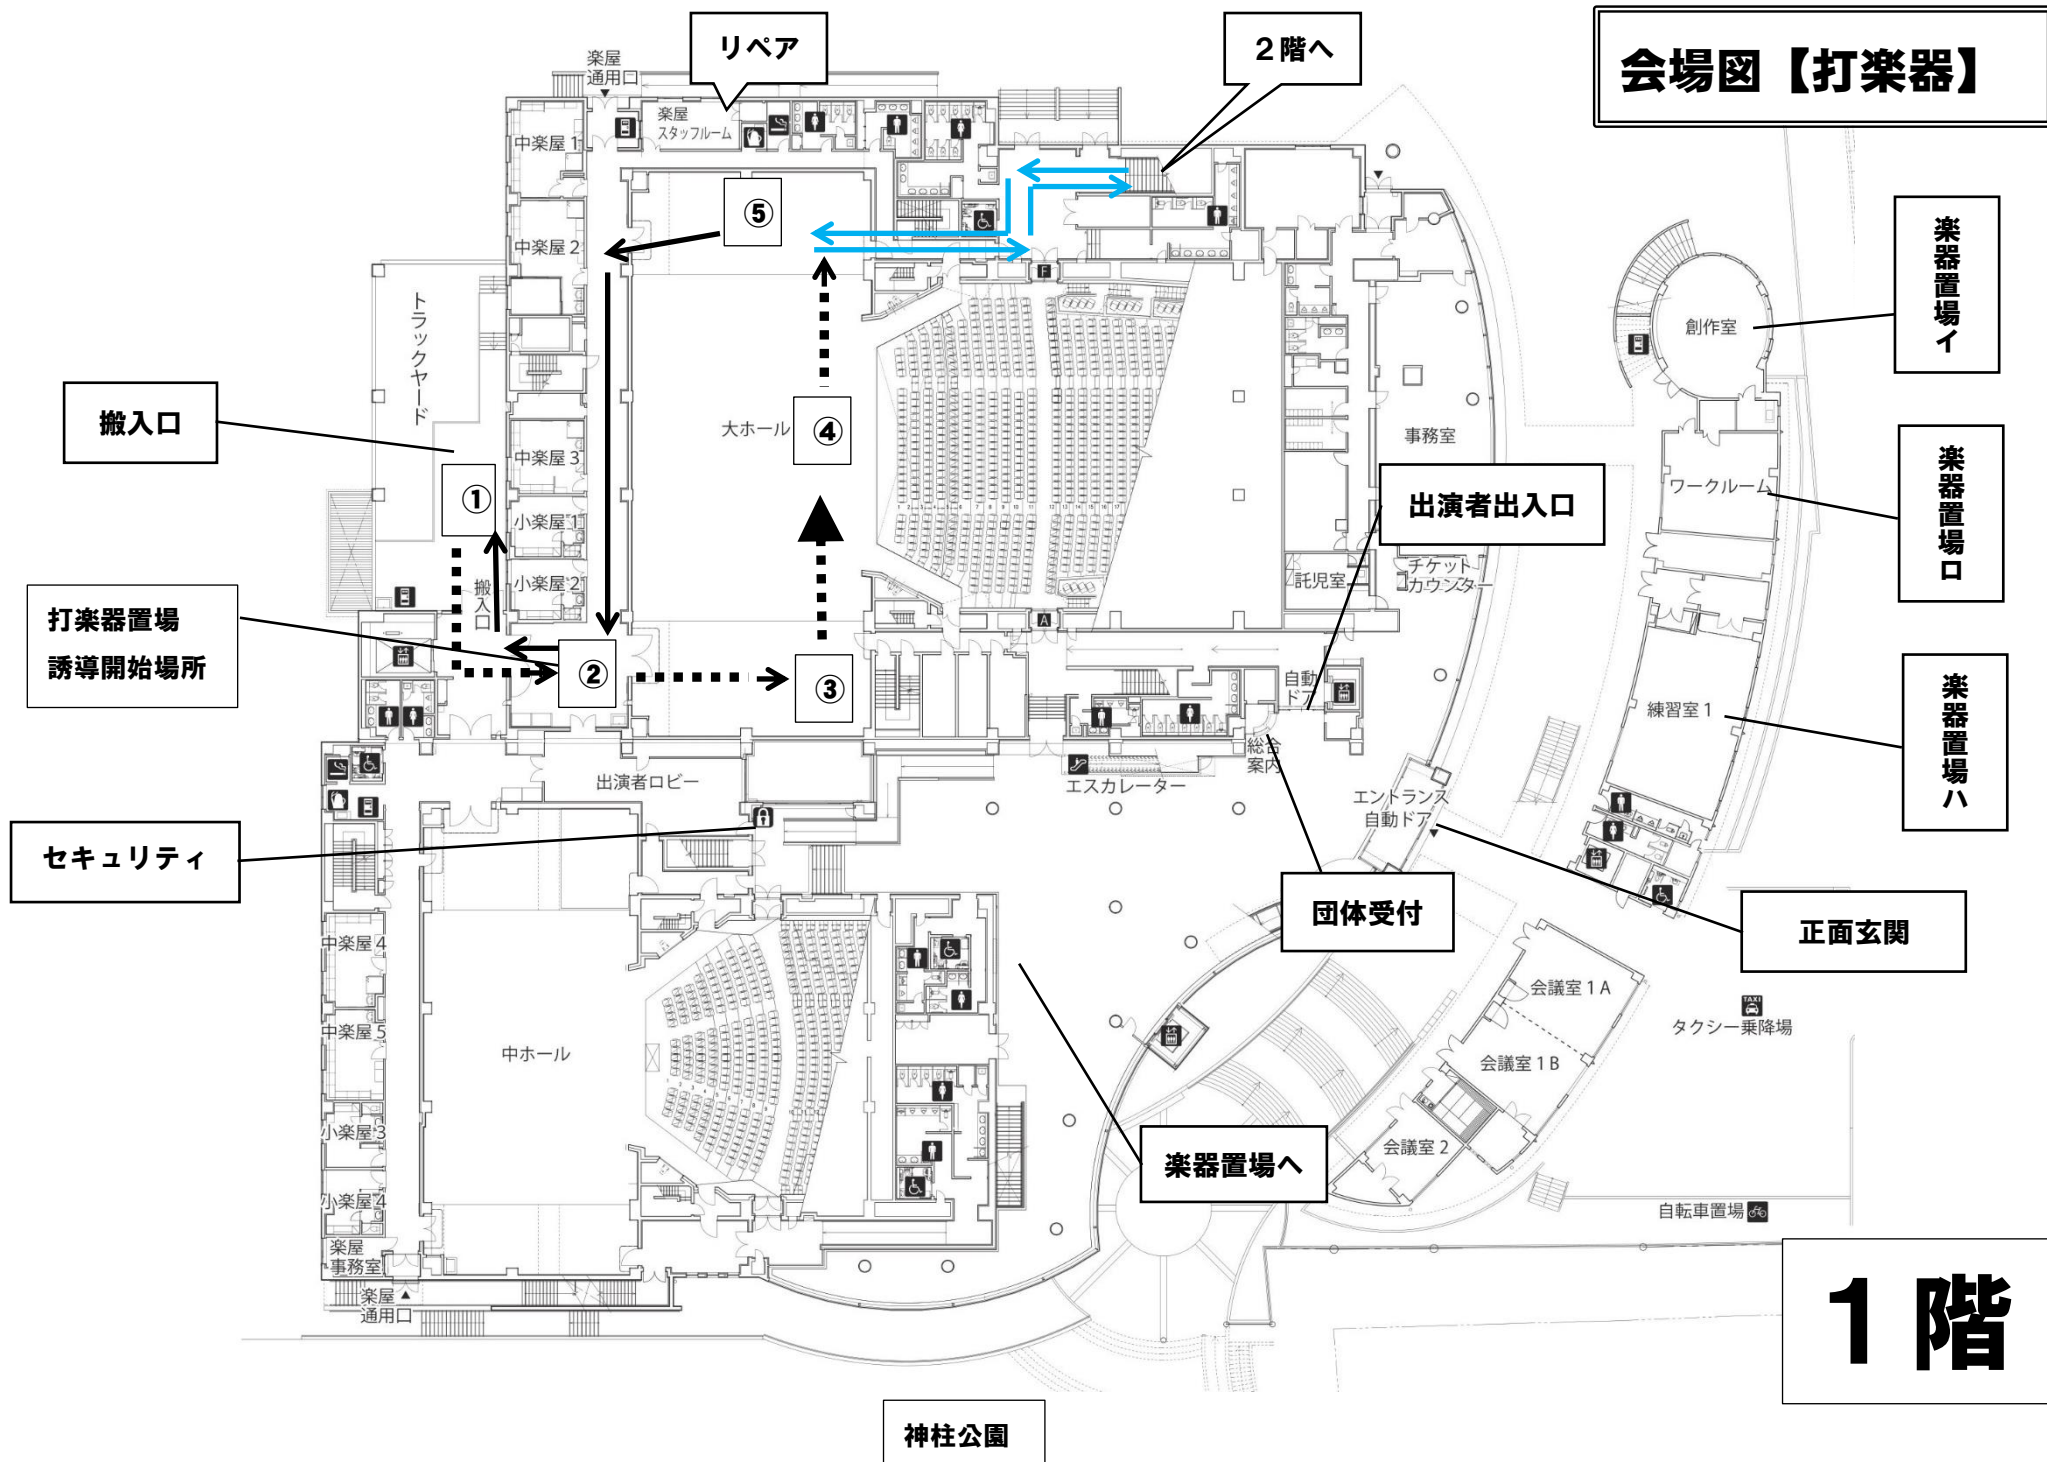 会場図【打楽器】
リペア
２階へ
楽屋
通用口
楽屋
スタッフルーム
中楽屋 1
⑤
中楽屋 2
F
トラックヤード
楽器置場イ
創作室
搬入口
大ホール
④
事務室
中楽屋 3
ワークルーム
楽器置場ロ
①
出演者出入口
小楽屋 1
小楽屋 2
搬入口
託児室
チケット
カウンター
打楽器置場
誘導開始場所
A
②
③
自動
ドア
練習室 1
楽器置場ハ
総合
案内
出演者ロビー
エスカレーター
エントランス
自動ドア
セキュリティ
団体受付
正面玄関
中楽屋 4
会議室 1 A
TAXI
タクシー乗降場
中楽屋 5
中ホール
会議室 1 B
小楽屋 3
会議室 2
楽器置場へ
小楽屋 4
自転車置場
楽屋
事務室
楽屋
通用口
１階
神柱公園